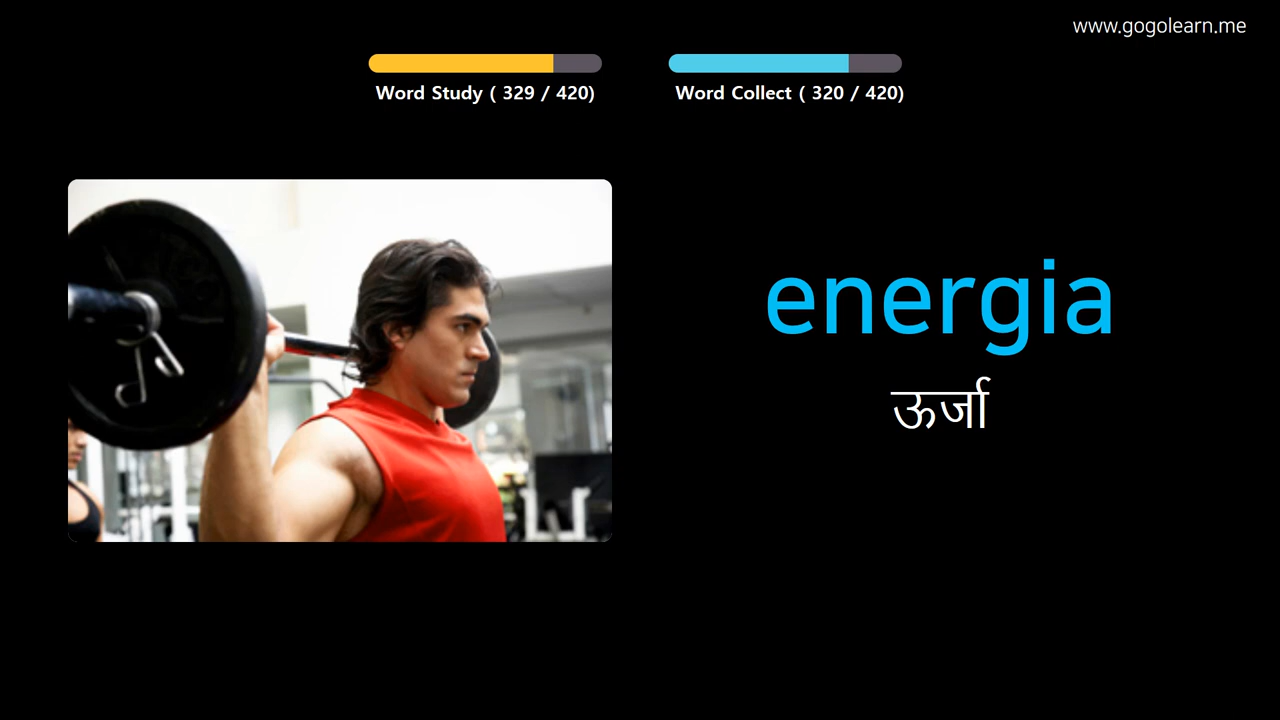 www.gogolearn.me
Word Study ( 329 / 420)
Word Collect ( 320 / 420)
energia
ऊर्जा